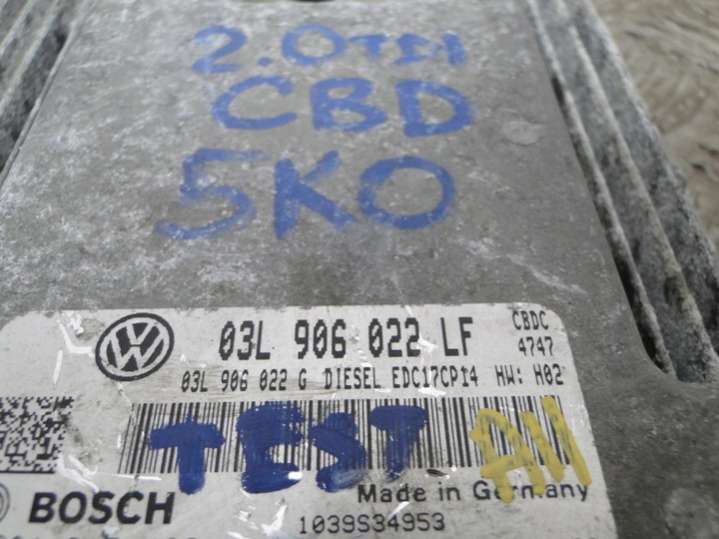 2.0TDI
CBD
5K0
03L 906 022 LF
CBDC
4747
03L 906 022 G DIESEL EDC17CP14 HW: H02
TEST
BOSCH
Made in Germany
1039S34953